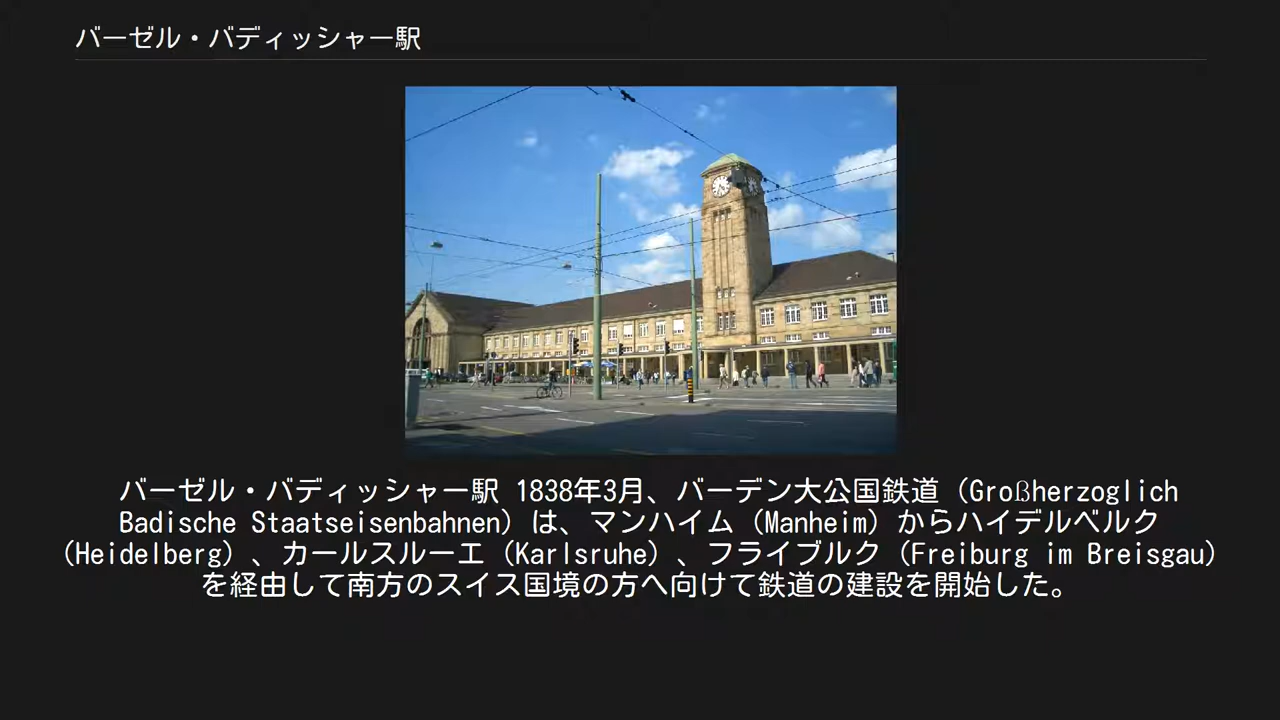 バーゼル・バディッシャー駅
バーゼル・バディッシャー駅 1838年3月、バーデン大公国鉄道（Großherzoglich
Badische Staatseisenbahnen）は、マンハイム（Manheim）からハイデルベルク
（Heidelberg）、カールスルーエ（Karlsruhe）、フライブルク（Freiburg im Breisgau）
を経由して南方のスイス国境の方へ向けて鉄道の建設を開始した。